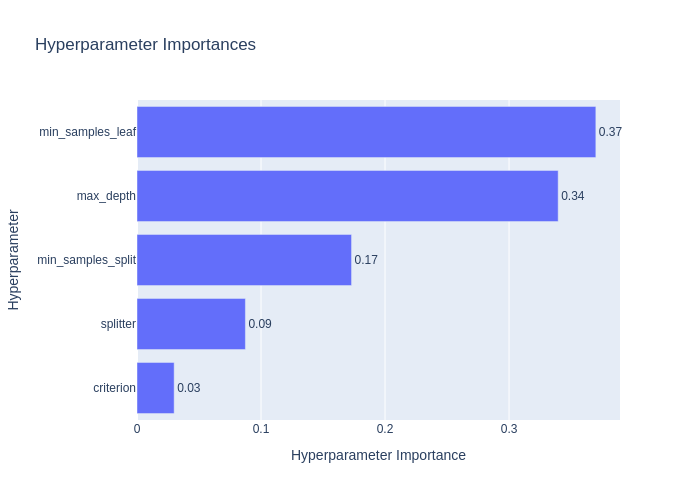 Hyperparameter Importances
Hyperparameter
min_samples_leaf 0.37
max_depth 0.34
min_samples_split 0.17
splitter 0.09
criterion 0.03
0 0.1 0.2 0.3
Hyperparameter Importance